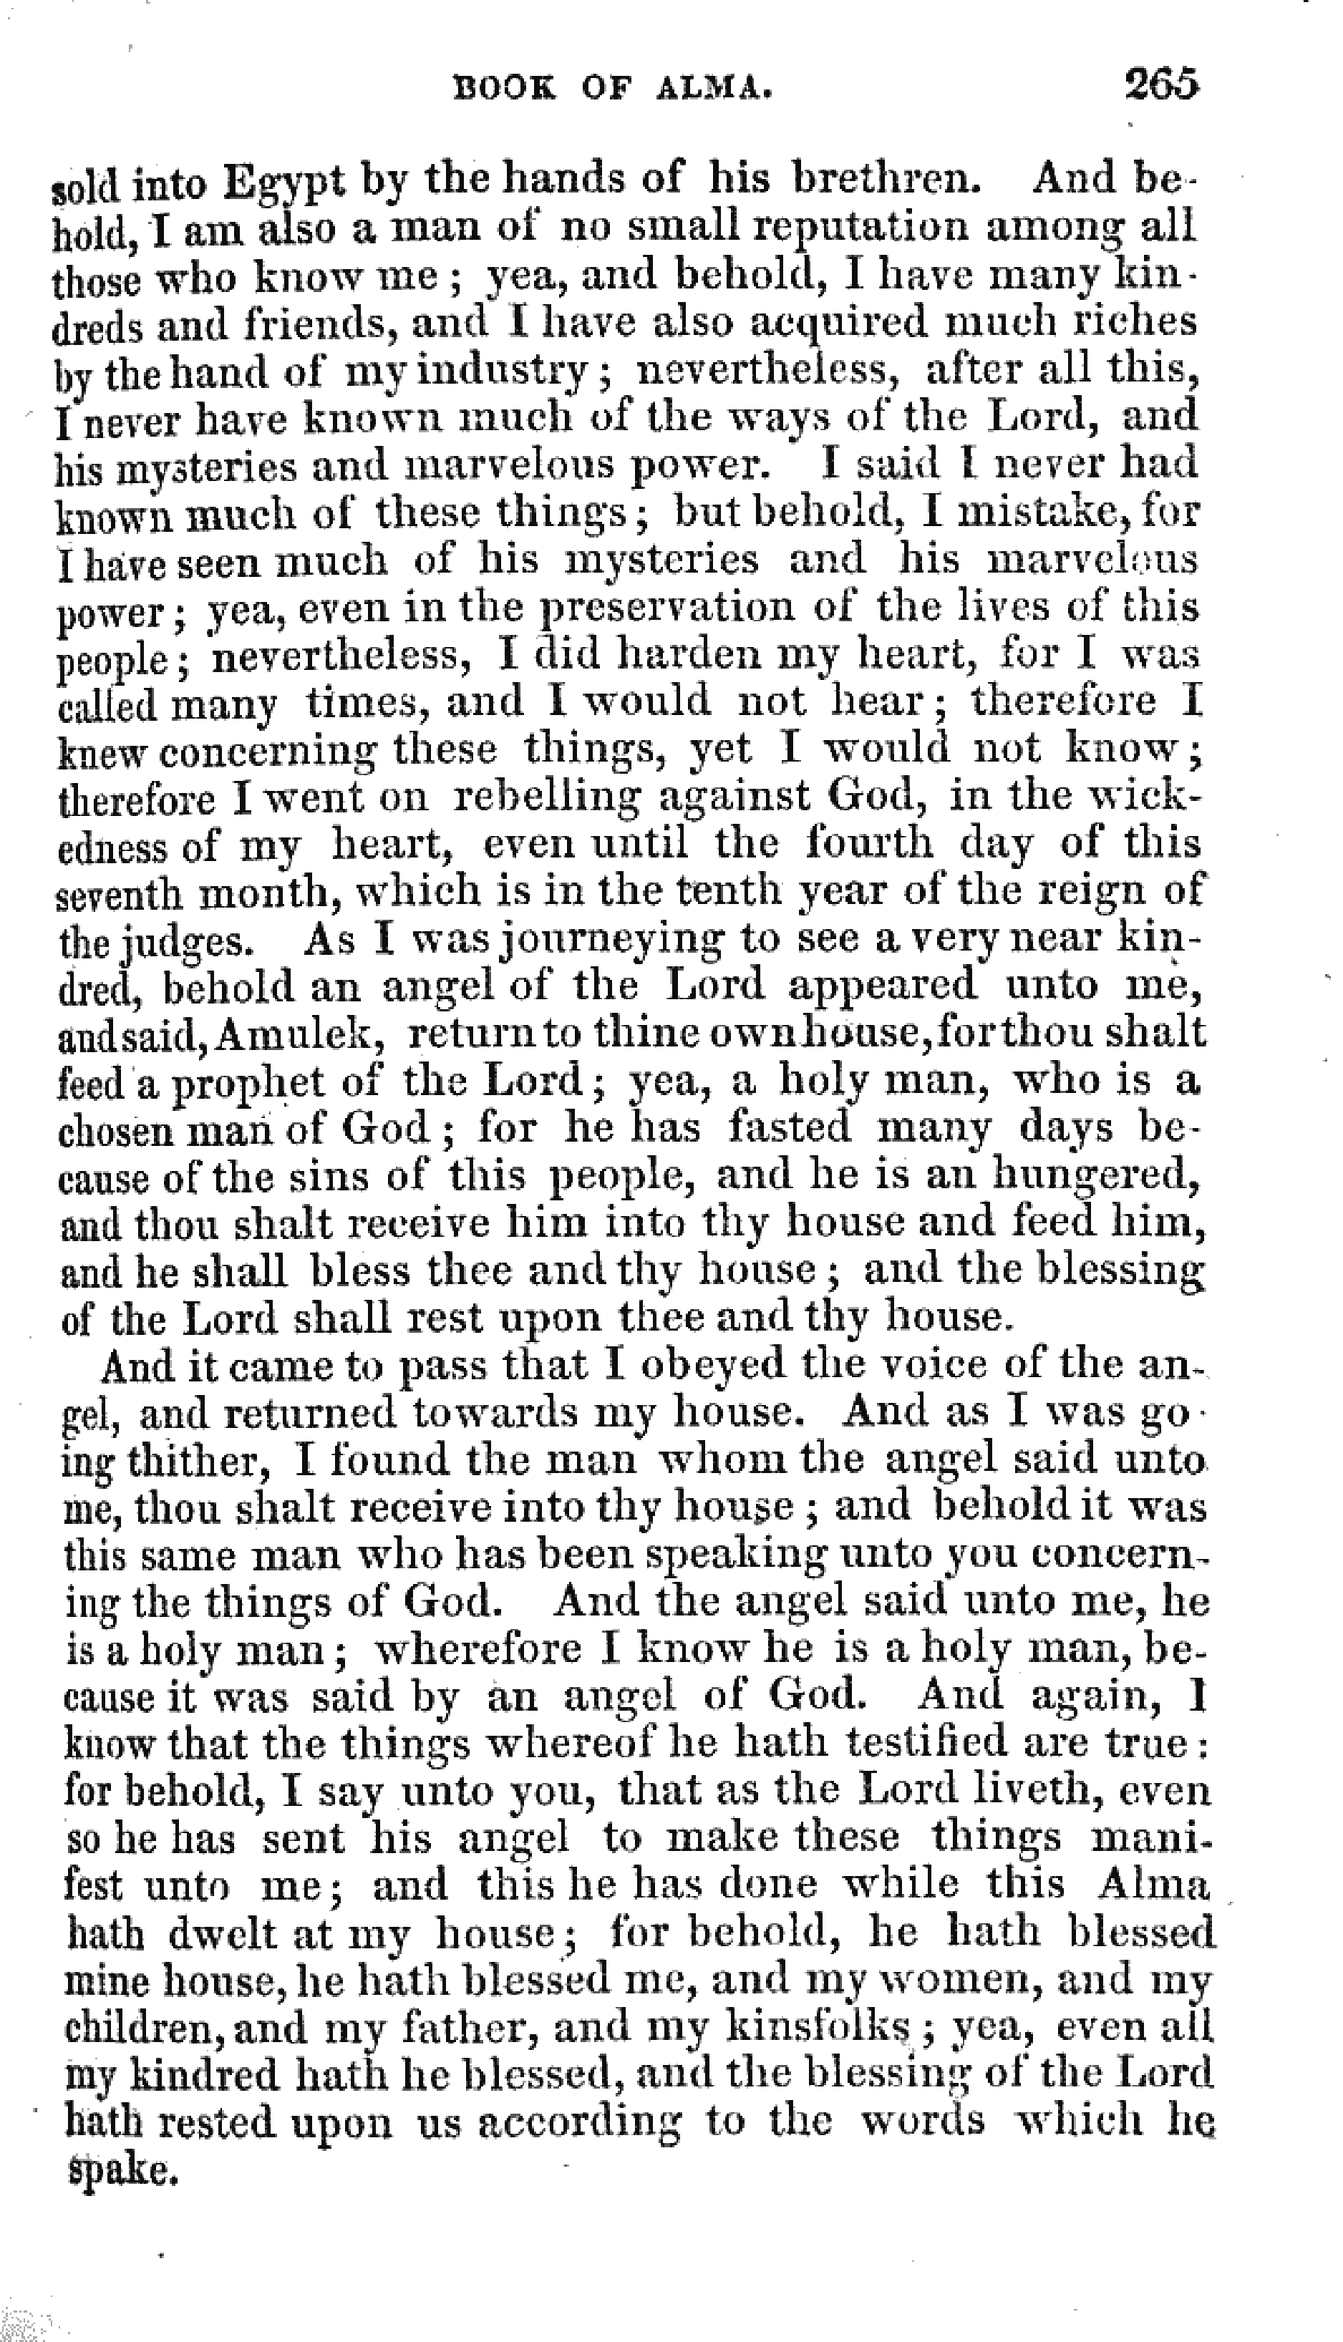 BOOK OF ALMA. 265
sold into Egypt by the hands of his brethren. And be-
hold, I am also a man of no small reputation among all
those who know me; yea, and behold, I have many kin-
dreds and friends, and I have also acquired much riches
by the hand of my industry; nevertheless, after all this,
I never have known much of the ways of the Lord, and
his mysteries and marvelous power. I said I never had
known much of these things; but behold, I mistake, for
I have seen much of his mysteries and his marvelous
power; yea, even in the preservation of the lives of this
people; nevertheless, I did harden my heart, for I was
called many times, and I would not hear; therefore I
knew concerning these things, yet I would not know;
therefore I went on rebelling against God, in the wick-
edness of my heart, even until the fourth day of this
seventh month, which is in the tenth year of the reign of
the judges. As I was journeying to see a very near kin-
dred, behold an angel of the Lord appeared unto me,
and said, Amulek, return to thine own house, for thou shalt
feed a prophet of the Lord; yea, a holy man, who is a
chosen man of God; for he has fasted many days be-
cause of the sins of this people, and he is an hungered,
and thou shalt receive him into thy house and feed him,
and he shall bless thee and thy house; and the blessing
of the Lord shall rest upon thee and thy house.
And it came to pass that I obeyed the voice of the an-
gel, and returned towards my house. And as I was go-
ing thither, I found the man whom the angel said unto
me, thou shalt receive into thy house; and behold it was
this same man who has been speaking unto you concern-
ing the things of God. And the angel said unto me, he
is a holy man; wherefore I know he is a holy man, be-
cause it was said by an angel of God. And again, I
know that the things whereof he hath testified are true:
for behold, I say unto you, that as the Lord liveth, even
so he has sent his angel to make these things mani-
fest unto me; and this he has done while this Alma
hath dwelt at my house; for behold, he hath blessed
mine house, he hath blessed me, and my women, and my
children, and my father, and my kinsfolks; yea, even all
my kindred hath he blessed, and the blessing of the Lord
hath rested upon us according to the words which he
spake.